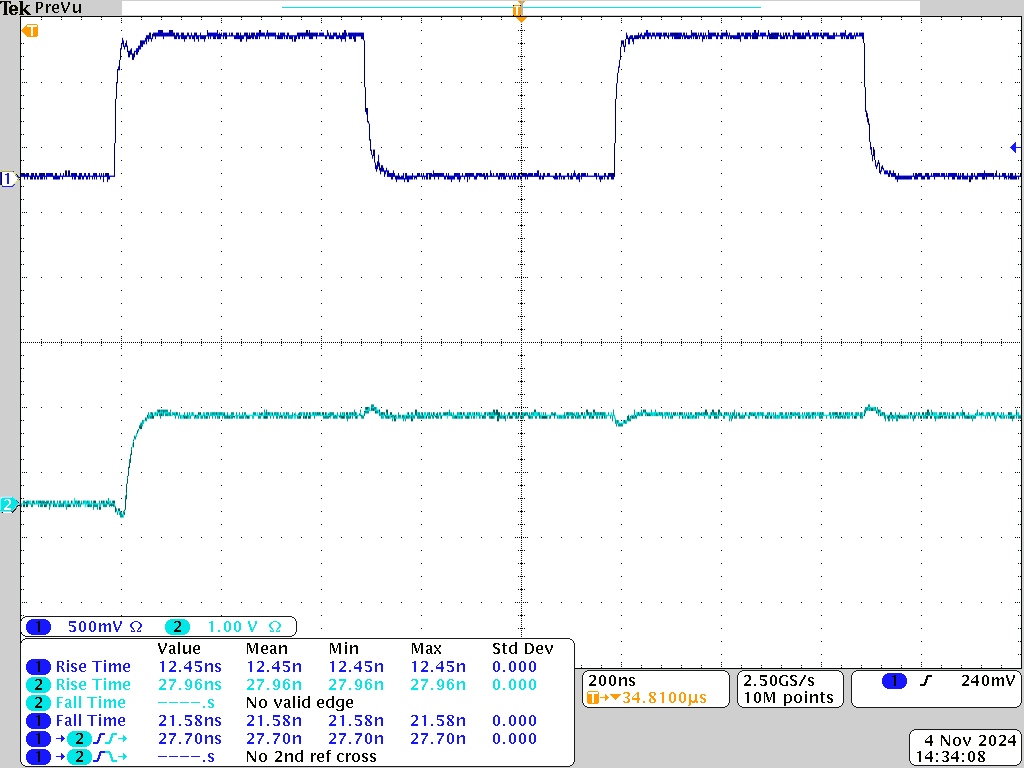 Tek PreVu
T
T
1
2
1 500mV Ω 2 1.00 V Ω
Value Mean Min Max Std Dev
1 Rise Time 12.45ns 12.45n 12.45n 12.45n 0.000
2 Rise Time 27.96ns 27.96n 27.96n 27.96n 0.000
2 Fall Time ----.s No valid edge
1 Fall Time 21.58ns 21.58n 21.58n 21.58n 0.000
1 → 2 27.70ns 27.70n 27.70n 27.70n 0.000
1 → 2 ----.s No 2nd ref cross
200ns
T→▼34.8100µs
2.50GS/s
10M points
1 240mV
4 Nov 2024
14:34:08